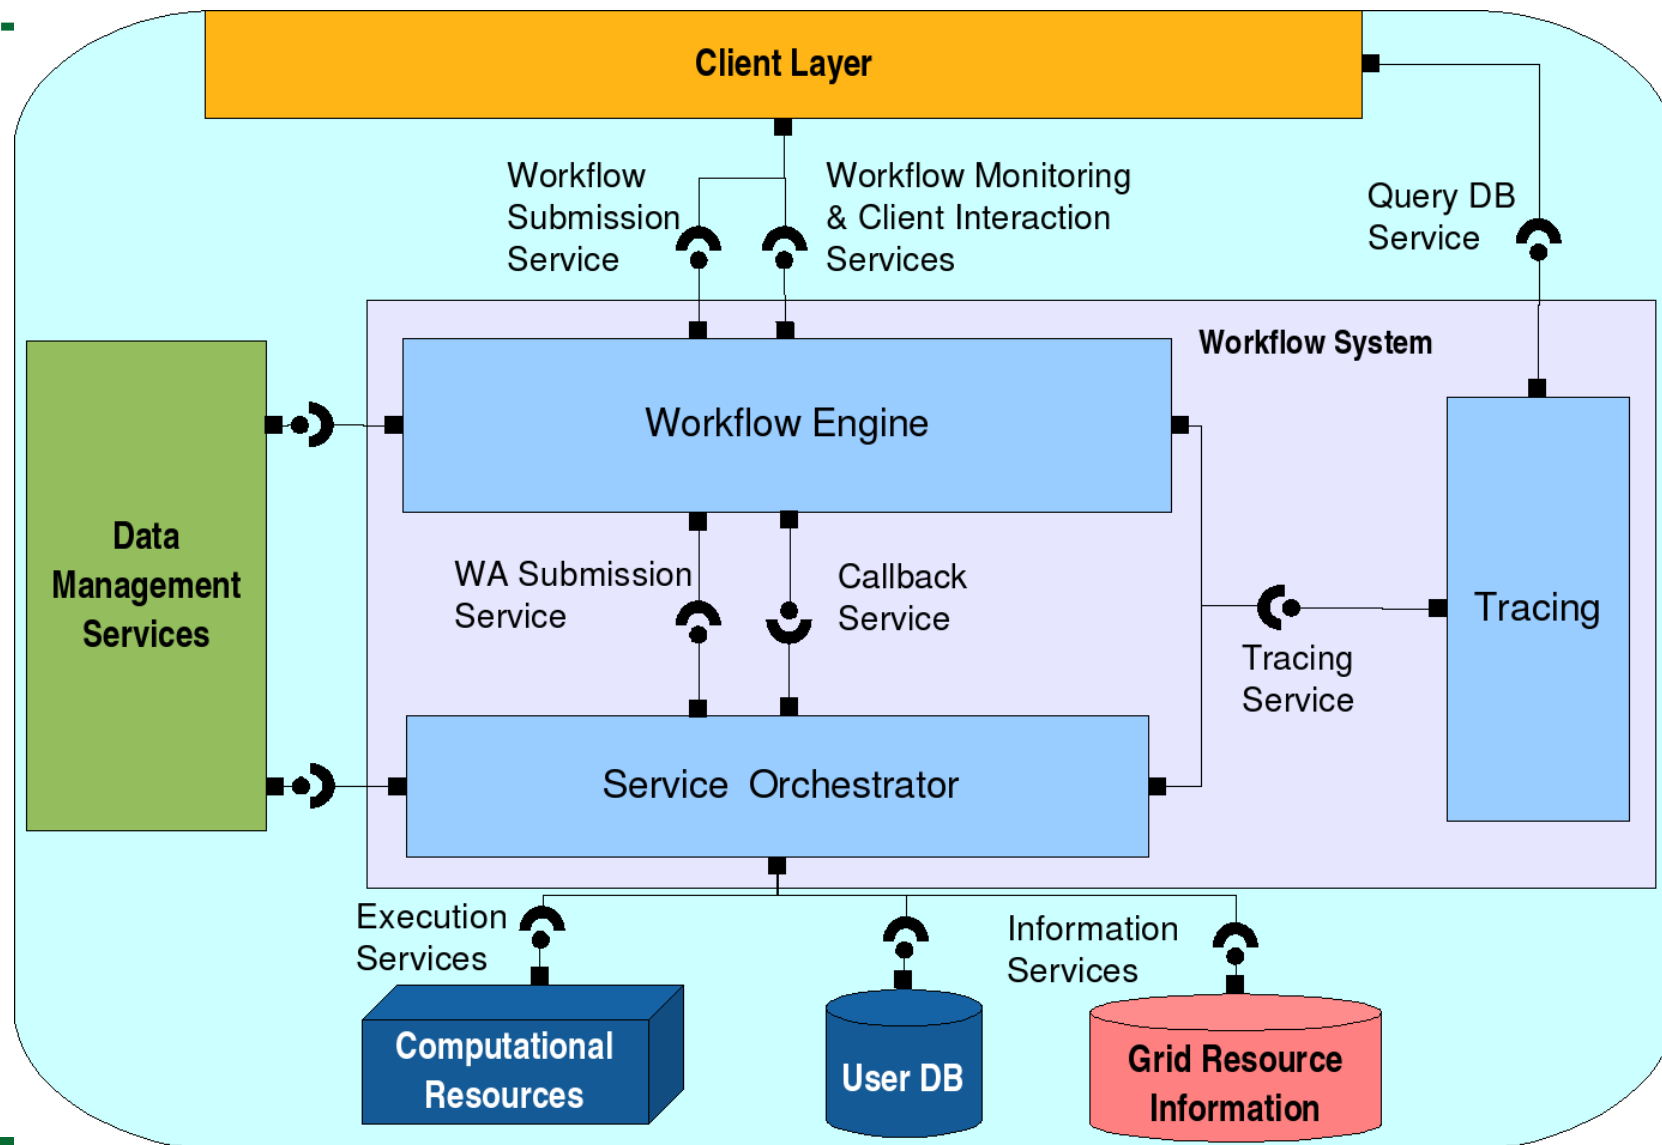 Client Layer
Workflow
Submission
Service
Workflow Monitoring
& Client Interaction
Services
Query DB
Service
Workflow System
Workflow Engine
Data
Management
Services
WA Submission
Service
Callback
Service
Tracing
Tracing
Service
Service Orchestrator
Execution
Services
Information
Services
Computational
Resources
User DB
Grid Resource
Information